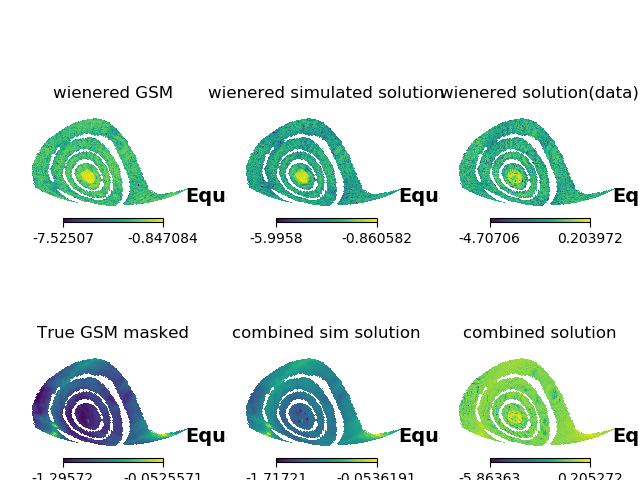 wienered GSM
wienered simulated solution
wienered solution(data)
Equ
Equ
Eq
-7.52507
-0.847084
-5.9958
-0.860582
-4.70706
0.203972
True GSM masked
combined sim solution
combined solution
Equ
Equ
Eq
-1.29572
-0.0525571
-1.71721
-0.0536191
-5.86363
0.205272